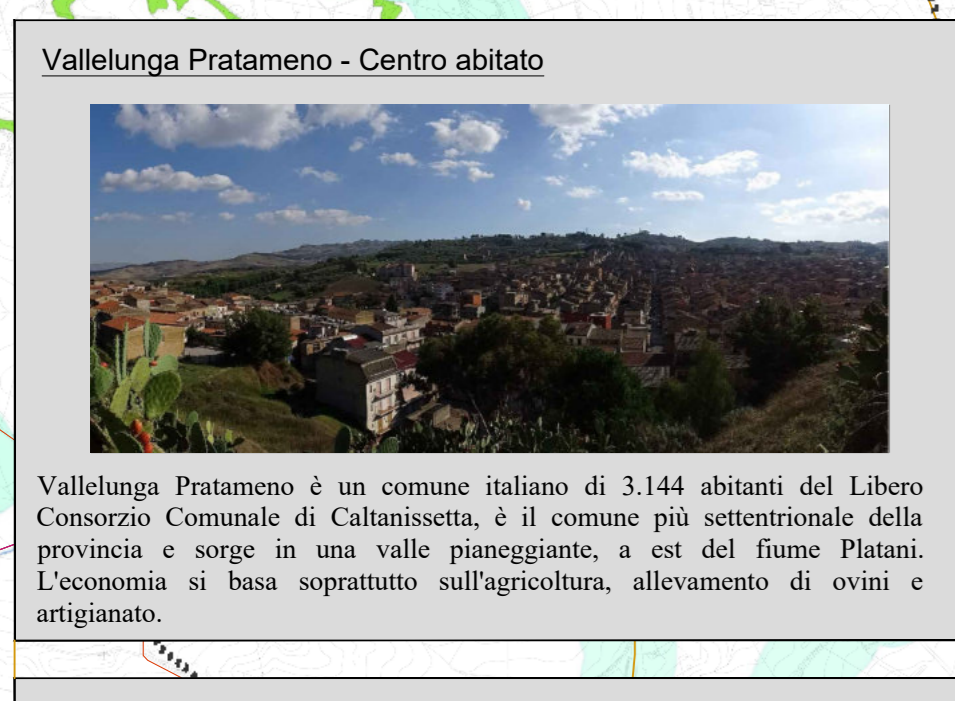 Vallelunga Pratameno - Centro abitato
Vallelunga Pratameno è un comune italiano di 3.144 abitanti del Libero
Consorzio Comunale di Caltanissetta, è il comune più settentrionale della
provincia e sorge in una valle pianeggiante, a est del fiume Platani.
L'economia si basa soprattutto sull'agricoltura, allevamento di ovini e
artigianato.